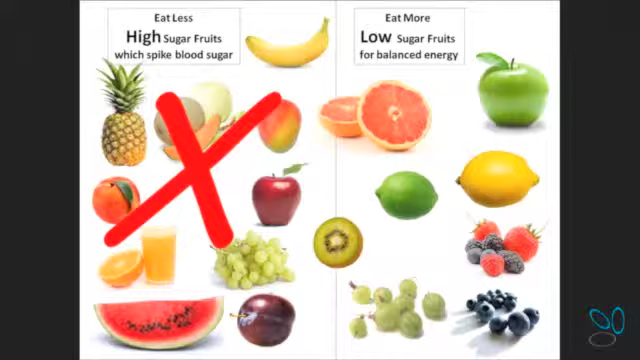 Eat Less
High Sugar Fruits
which spike blood sugar
Eat More
Low Sugar Fruits
for balanced energy